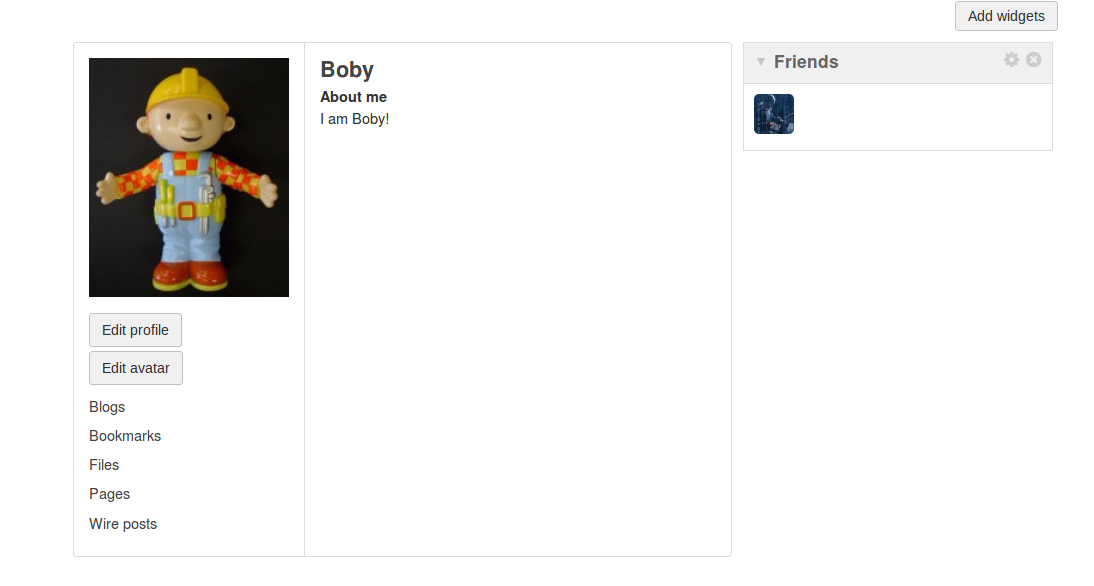 Add widgets
Boby
About me
I am Boby!
Edit profile
Edit avatar
Blogs
Bookmarks
Files
Pages
Wire posts
Friends